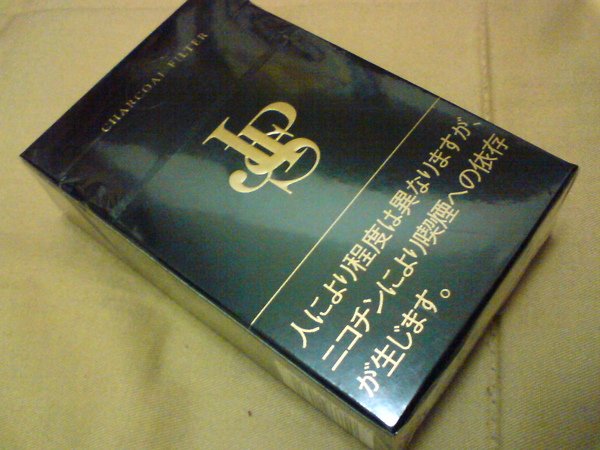 CHARCOAL FILTER
JPS
人により程度は異なりますが、
ニコチンにより喫煙への依存
が生じます。